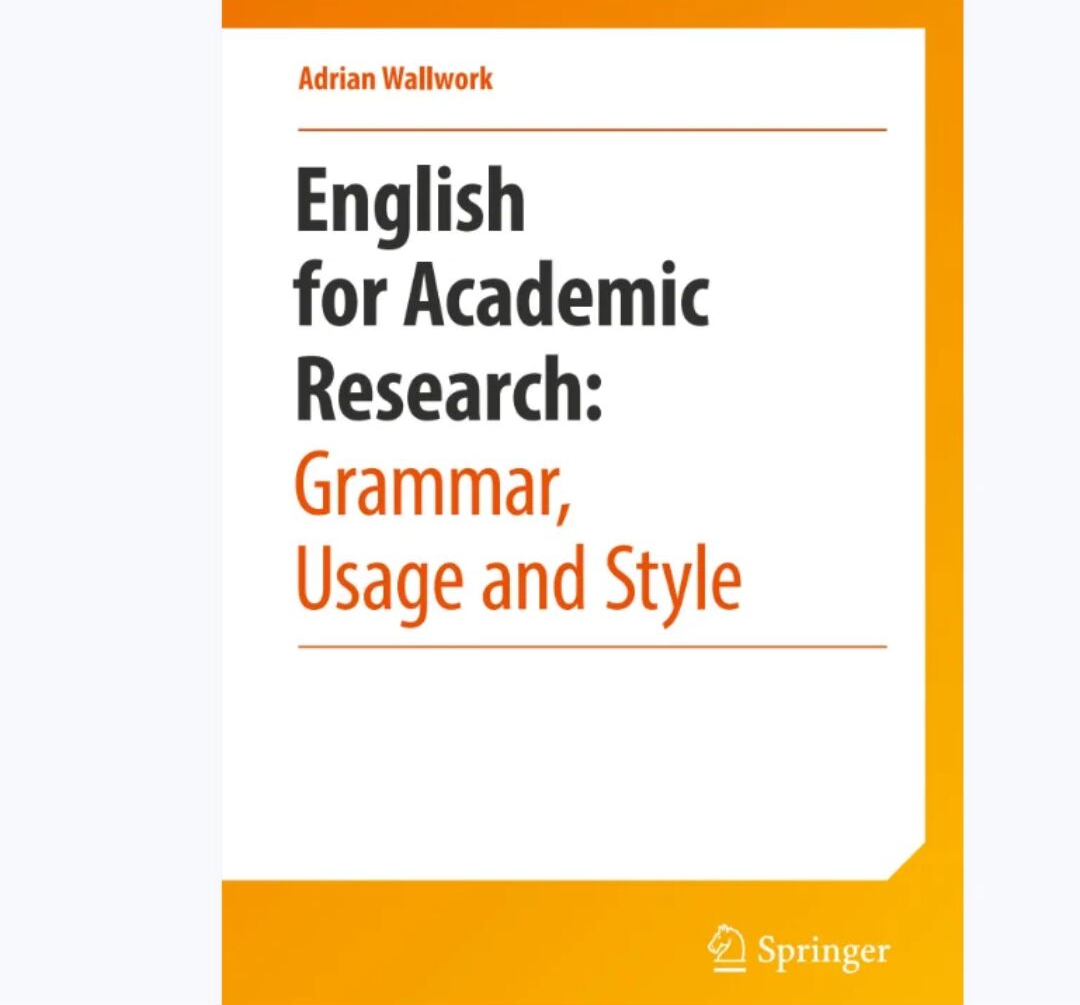 Adrian Wallwork
English
for Academic
Research:
Grammar,
Usage and Style
Springer